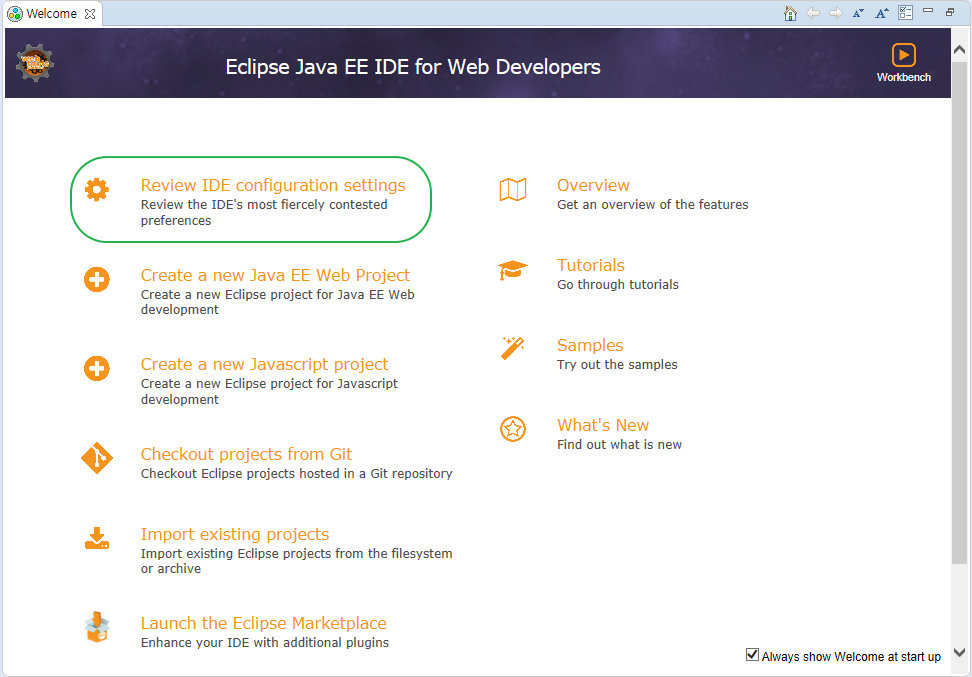 Welcome
Eclipse Java EE IDE for Web Developers
Workbench
Review IDE configuration settings
Review the IDE's most fiercely contested
preferences
Create a new Java EE Web Project
Create a new Eclipse project for Java EE Web
development
Create a new Javascript project
Create a new Eclipse project for Javascript
development
Checkout projects from Git
Checkout Eclipse projects hosted in a Git repository
Import existing projects
Import existing Eclipse projects from the filesystem
or archive
Launch the Eclipse Marketplace
Enhance your IDE with additional plugins
Overview
Get an overview of the features
Tutorials
Go through tutorials
Samples
Try out the samples
What's New
Find out what is new
Always show Welcome at start up